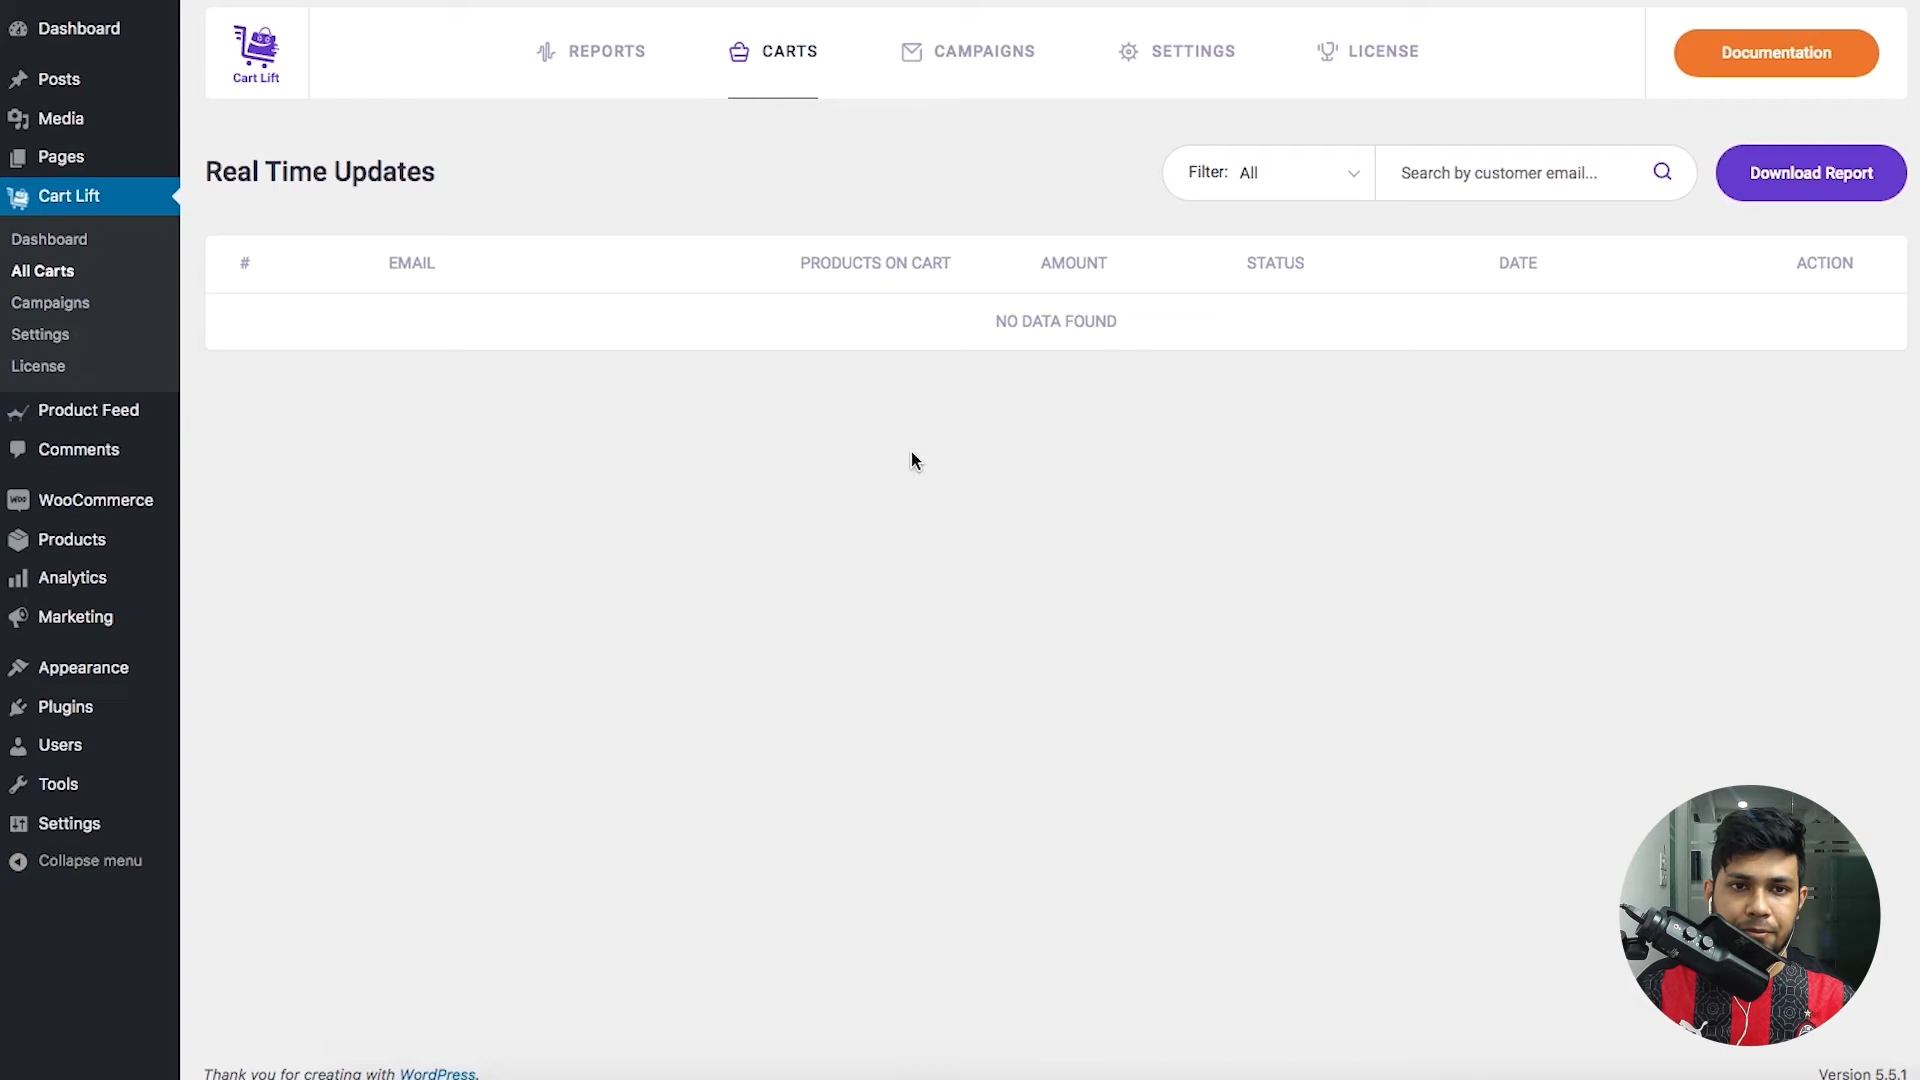 Dashboard
Posts
Media
Pages
Cart Lift
Dashboard
All Carts
Campaigns
Settings
License
Product Feed
Comments
WooCommerce
Products
Analytics
Marketing
Appearance
Plugins
Users
Tools
Settings
Collapse menu
Cart Lift
REPORTS
CARTS
CAMPAIGNS
SETTINGS
LICENSE
Documentation
Real Time Updates
Filter: All
Search by customer email...
Download Report
# EMAIL PRODUCTS ON CART AMOUNT STATUS DATE ACTION
NO DATA FOUND
Thank you for creating with WordPress.
Version 5.5.1